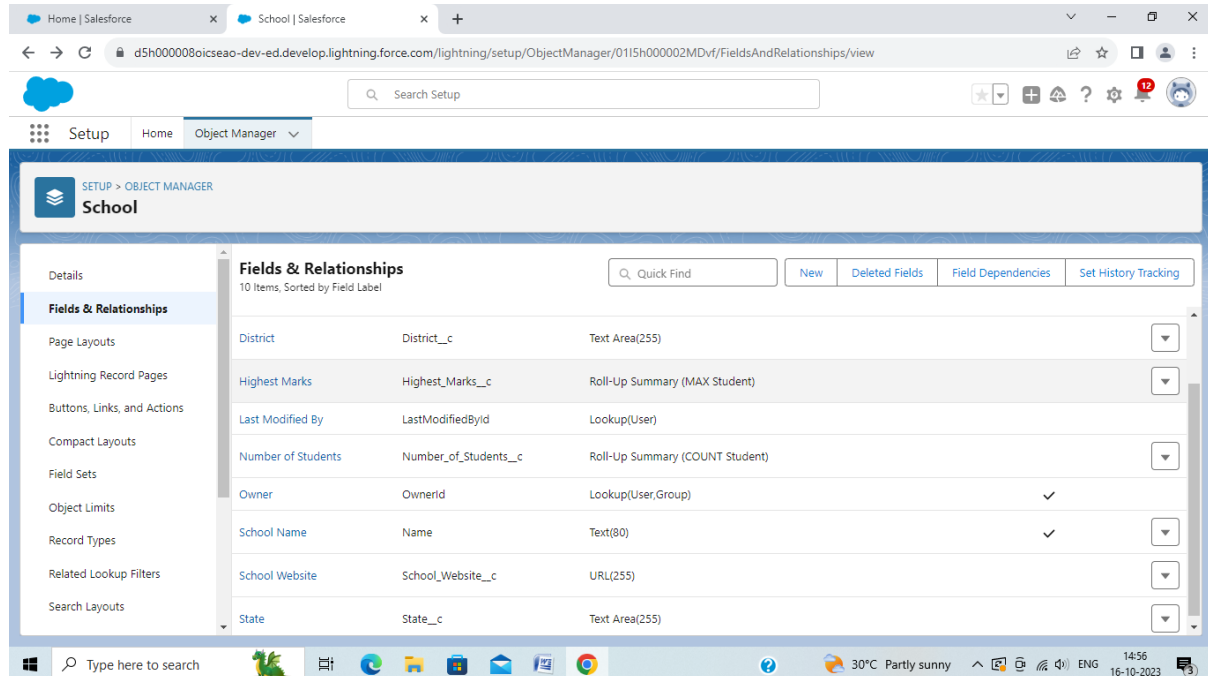 Home | Salesforce
School | Salesforce
d5h000008oicseao-dev-ed.develop.lightning.force.com/lightning/setup/ObjectManager/01I5h000002MDvf/FieldsAndRelationships/view
Search Setup
12
Setup
Home
Object Manager
SETUP > OBJECT MANAGER
School
Details
Fields & Relationships
Page Layouts
Lightning Record Pages
Buttons, Links, and Actions
Compact Layouts
Field Sets
Object Limits
Record Types
Related Lookup Filters
Search Layouts
Fields & Relationships
10 Items, Sorted by Field Label
Quick Find
New
Deleted Fields
Field Dependencies
Set History Tracking
District District__c Text Area(255)
Highest Marks Highest_Marks__c Roll-Up Summary (MAX Student)
Last Modified By LastModifiedById Lookup(User)
Number of Students Number_of_Students__c Roll-Up Summary (COUNT Student)
Owner OwnerId Lookup(User,Group)
School Name Name Text(80)
School Website School_Website__c URL(255)
State State__c Text Area(255)
Type here to search
30°C Partly sunny
ENG
14:56
16-10-2023
3